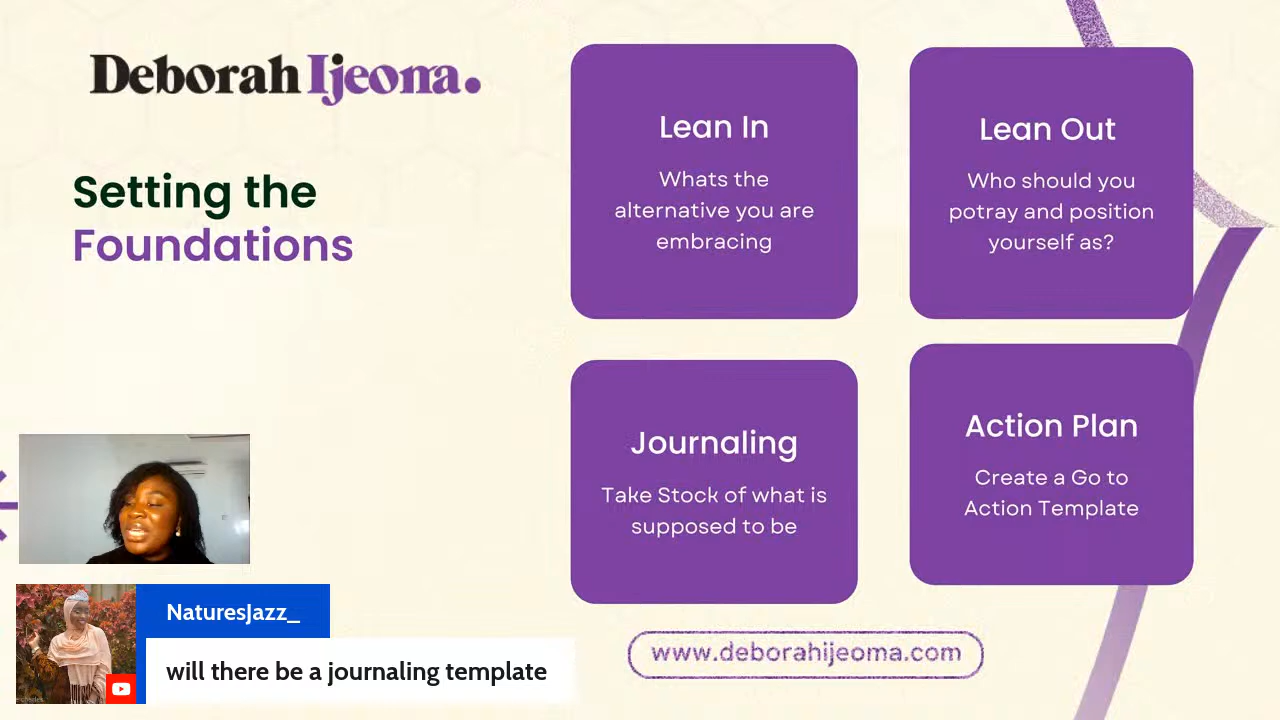 Deborah Ijeoma.
Setting the
Foundations
Lean In
Whats the
alternative you are
embracing
Lean Out
Who should you
potray and position
yourself as?
Journaling
Take Stock of what is
supposed to be
Action Plan
Create a Go to
Action Template
NaturesJazz_
will there be a journaling template
www.deborahijeoma.com